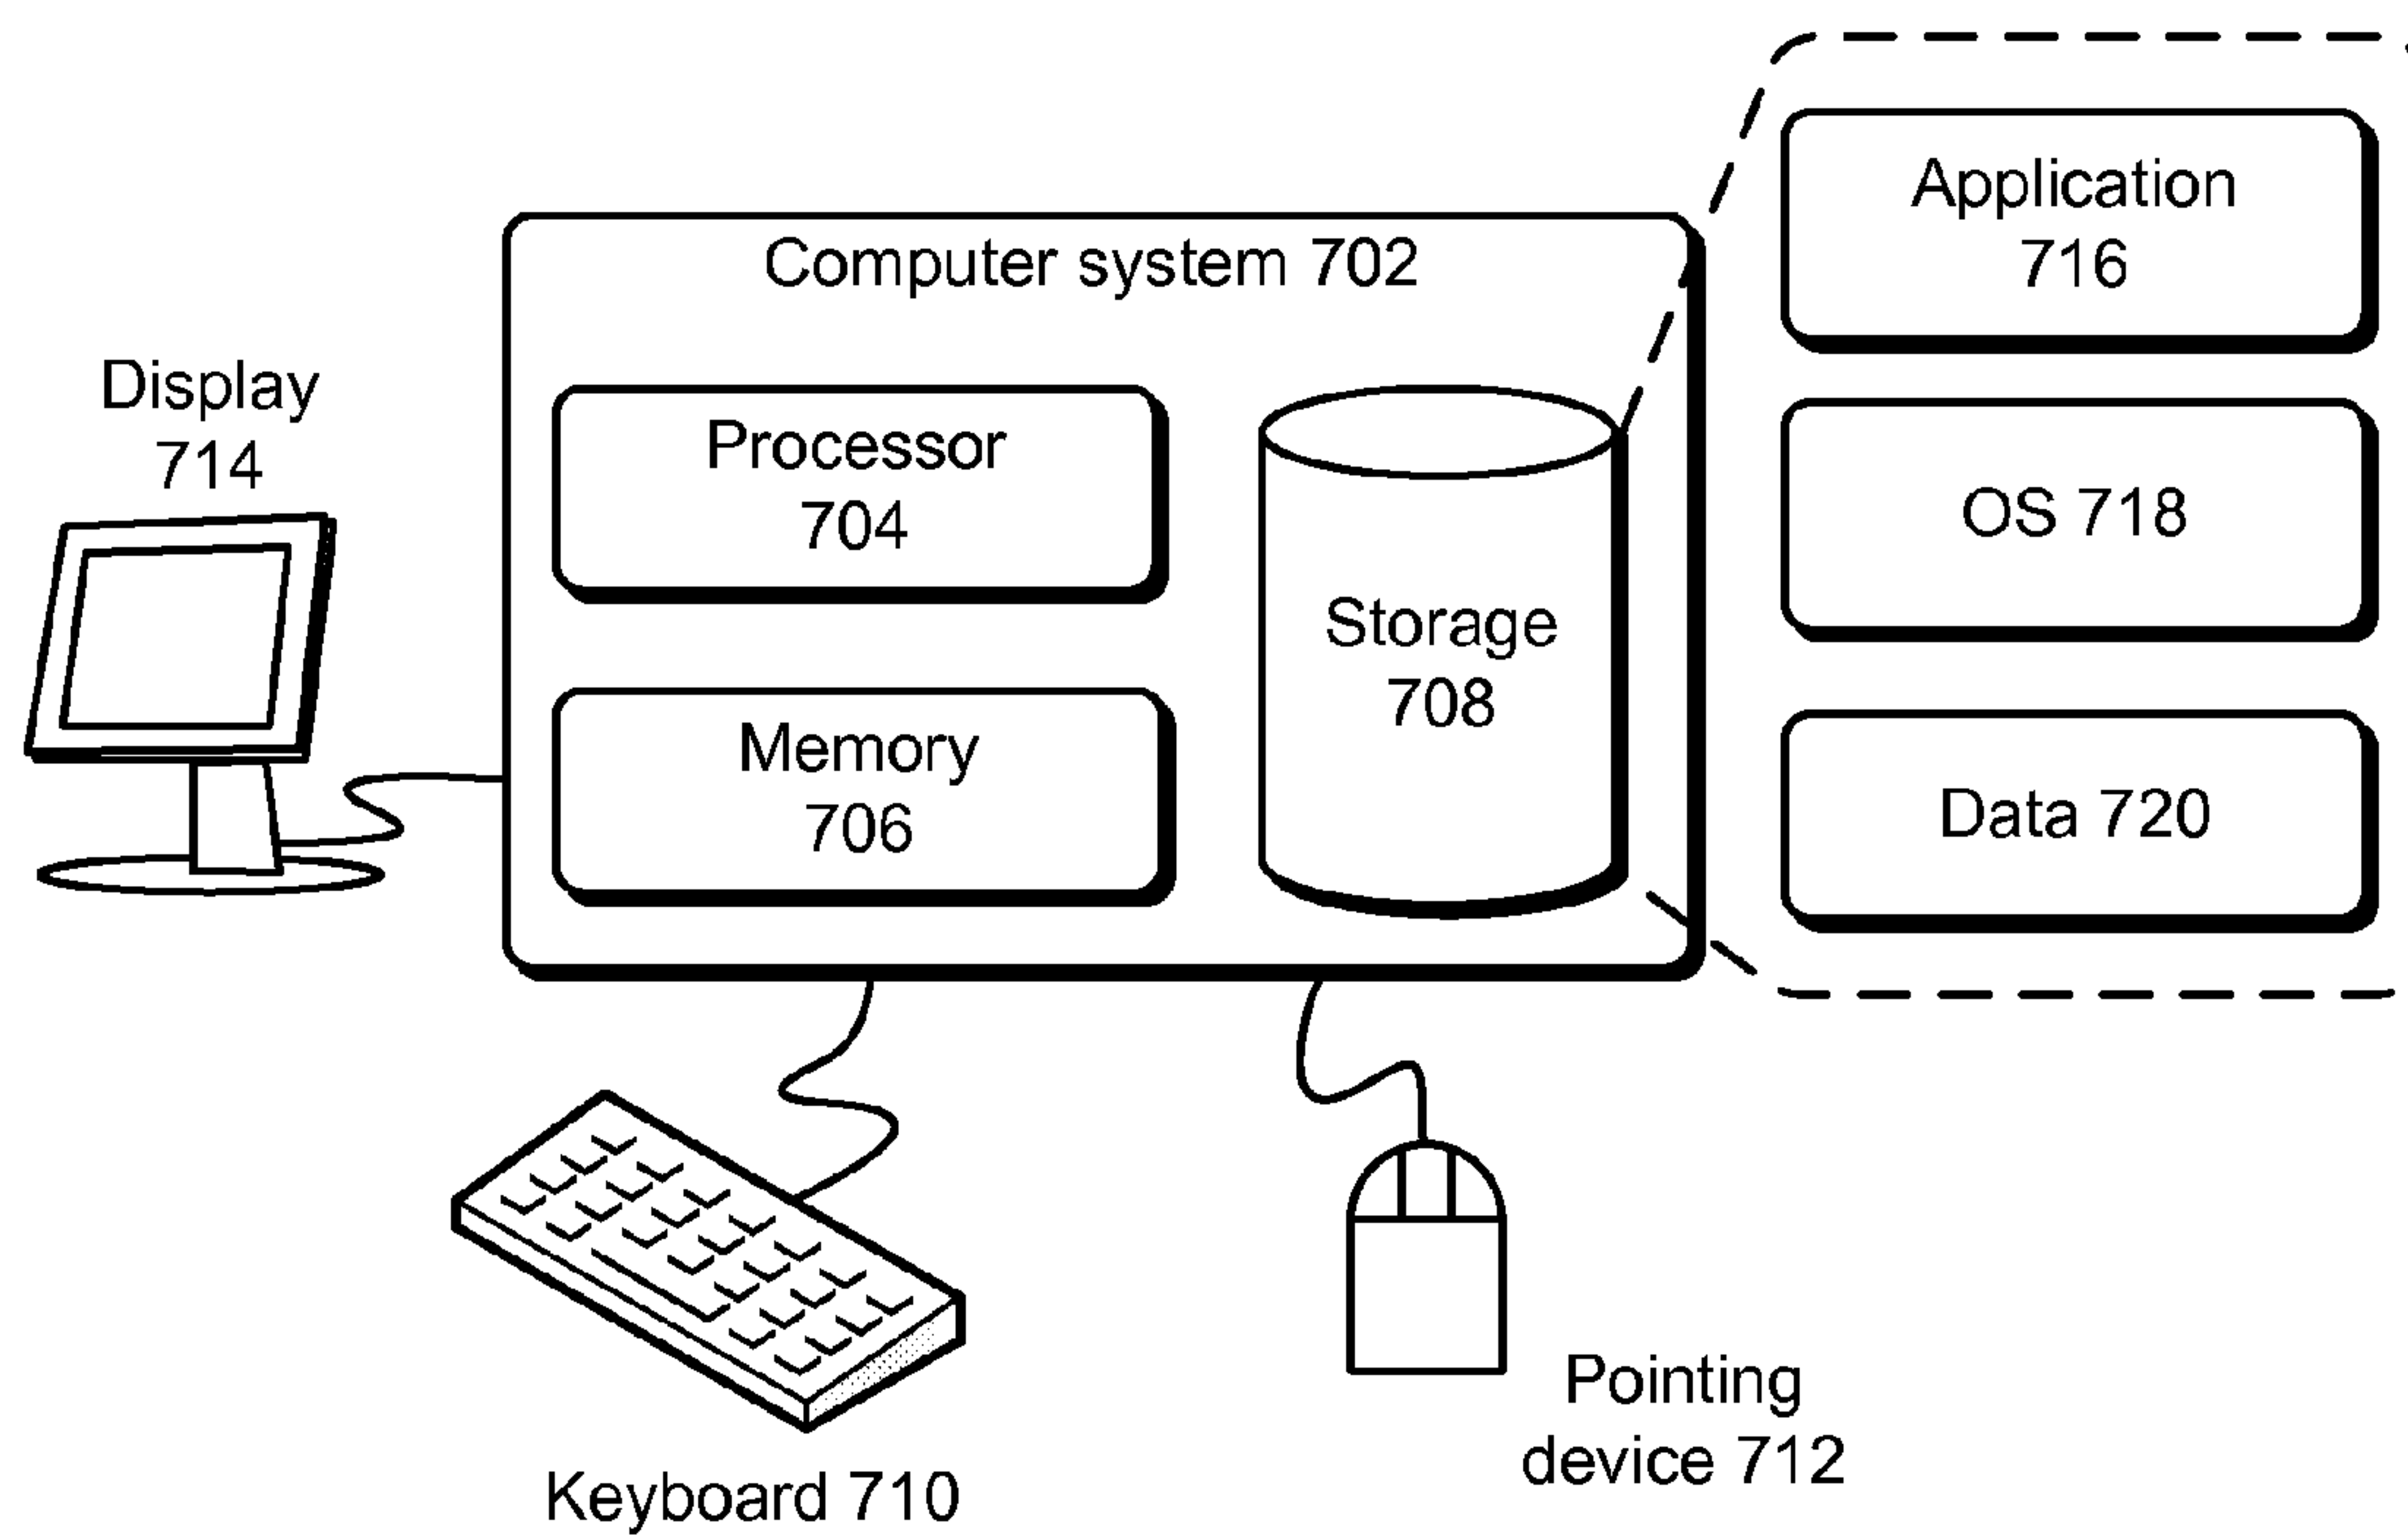 Application
716
Computer system 702
Display
714
Processor
704
OS 718
Storage
708
Memory
706
Data 720
Pointing
device 712
Keyboard 710